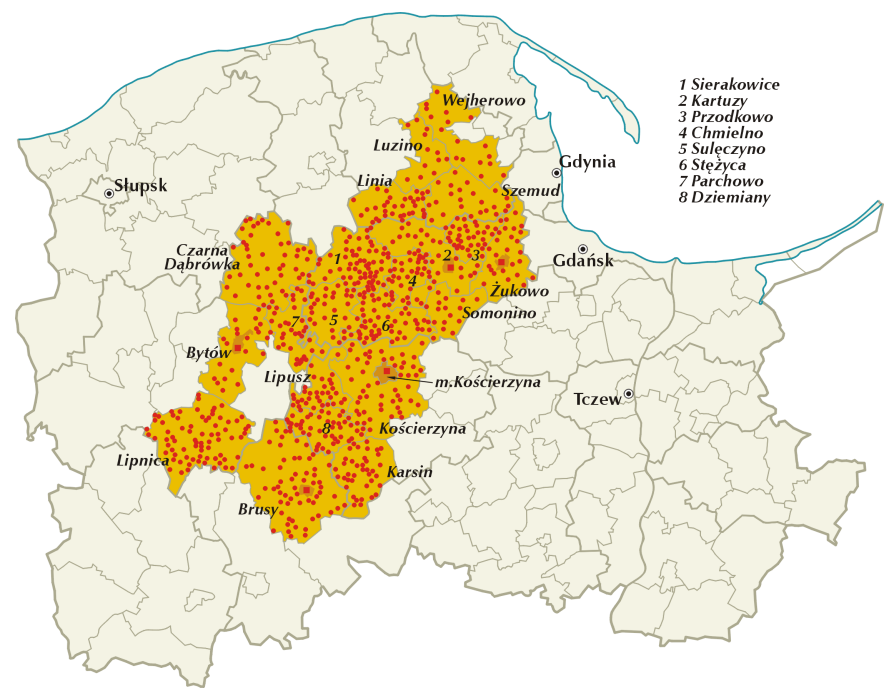 Wejherowo
1 Sierakowice
2 Kartuzy
3 Przodkowo
4 Chmielno
5 Sulęczyno
6 Stężyca
7 Parchowo
8 Dziemiany
Luzino
Gdynia
Linia
Słupsk
Szemud
Czarna
Dąbrówka
1
2
3
Gdańsk
4
Żukowo
Somonino
7
5
6
Bytów
Lipusz
m.Kościerzyna
Tczew
8
Kościerzyna
Lipnica
Karsin
Brusy